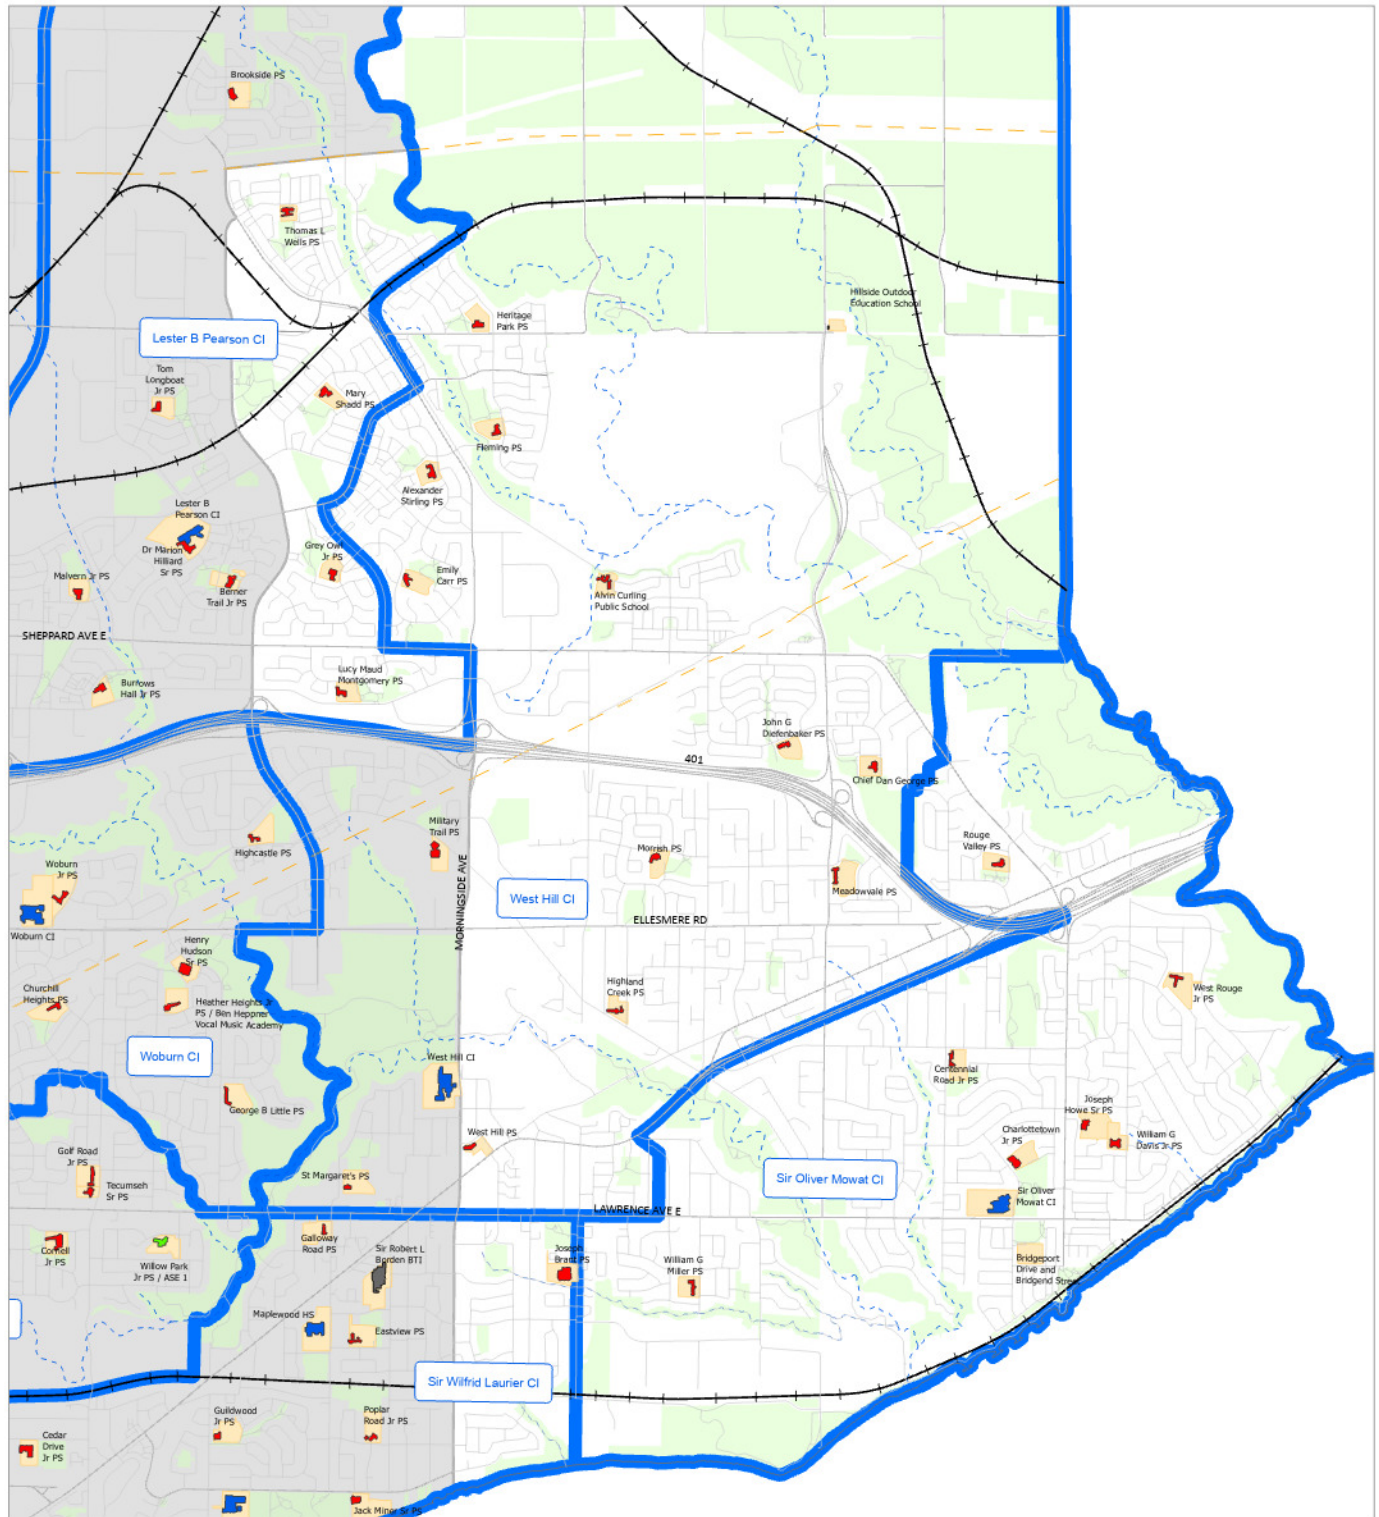 Brookside PS
Thomas L
Wells PS
Hillside Outdoor
Education School
Heritage
Park PS
Lester B Pearson CI
Tom
Longboat
Jr PS
Mary
Shadd PS
Fleming PS
Alexander
Stirling PS
Lester B
Pearson CI
Dr Marion
Hilliard
Sr PS
Grey Owl
Jr PS
Emily
Carr PS
Malvern Jr PS
Berner
Trail Jr PS
Alvin Curling
Public School
SHEPPARD AVE E
Lucy Maud
Montgomery PS
Burrows
Hall Jr PS
John G
Diefenbaker PS
401
Chief Dan George PS
Military
Trail PS
Highcastle PS
Rouge
Valley PS
Morrish PS
Woburn
Jr PS
Meadowvale PS
MORNINGSIDE AVE
West Hill CI
ELLESMERE RD
Woburn CI
Henry
Hudson
Sr PS
Highland
Creek PS
West Rouge
Jr PS
Churchill
Heights PS
Heather Heights Jr
PS / Ben Heppner
Vocal Music Academy
Woburn CI
West Hill CI
Centennial
Road Jr PS
George B Little PS
Joseph
Howe Sr PS
Charlottetown
Jr PS
William G
Davis Jr PS
West Hill PS
Golf Road
Jr PS
Tecumseh
Sr PS
St Margaret's PS
Sir Oliver Mowat CI
Sir Oliver
Mowat CI
LAWRENCE AVE E
Galloway
Road PS
Cornell
Jr PS
Willow Park
Jr PS / ASE 1
Sir Robert L
Borden BTI
Joseph
Brant PS
William G
Miller PS
Bridgeport
Drive and
Bridgend Street
Maplewood HS
Eastview PS
Sir Wilfrid Laurier CI
Guildwood
Jr PS
Poplar
Road Jr PS
Cedar
Drive
Jr PS
Jack Miner Sr PS